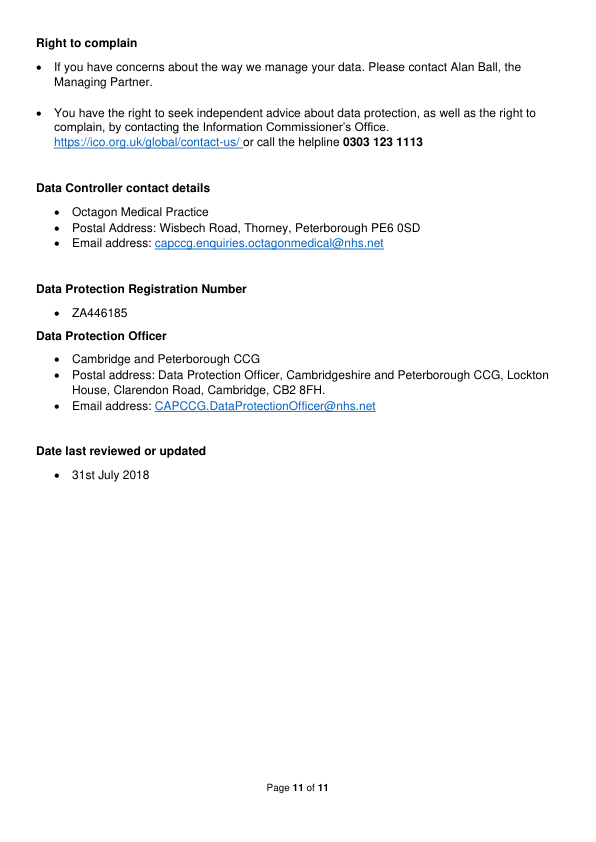 Right to complain
• If you have concerns about the way we manage your data. Please contact Alan Ball, the
Managing Partner.
• You have the right to seek independent advice about data protection, as well as the right to
complain, by contacting the Information Commissioner's Office.
https://ico.org.uk/global/contact-us/ or call the helpline 0303 123 1113
Data Controller contact details
• Octagon Medical Practice
• Postal Address: Wisbech Road, Thorney, Peterborough PE6 0SD
• Email address: capccg.enquiries.octagonmedical@nhs.net
Data Protection Registration Number
• ZA446185
Data Protection Officer
• Cambridge and Peterborough CCG
• Postal address: Data Protection Officer, Cambridgeshire and Peterborough CCG, Lockton
House, Clarendon Road, Cambridge, CB2 8FH.
• Email address: CAPCCG.DataProtectionOfficer@nhs.net
Date last reviewed or updated
• 31st July 2018
Page 11 of 11